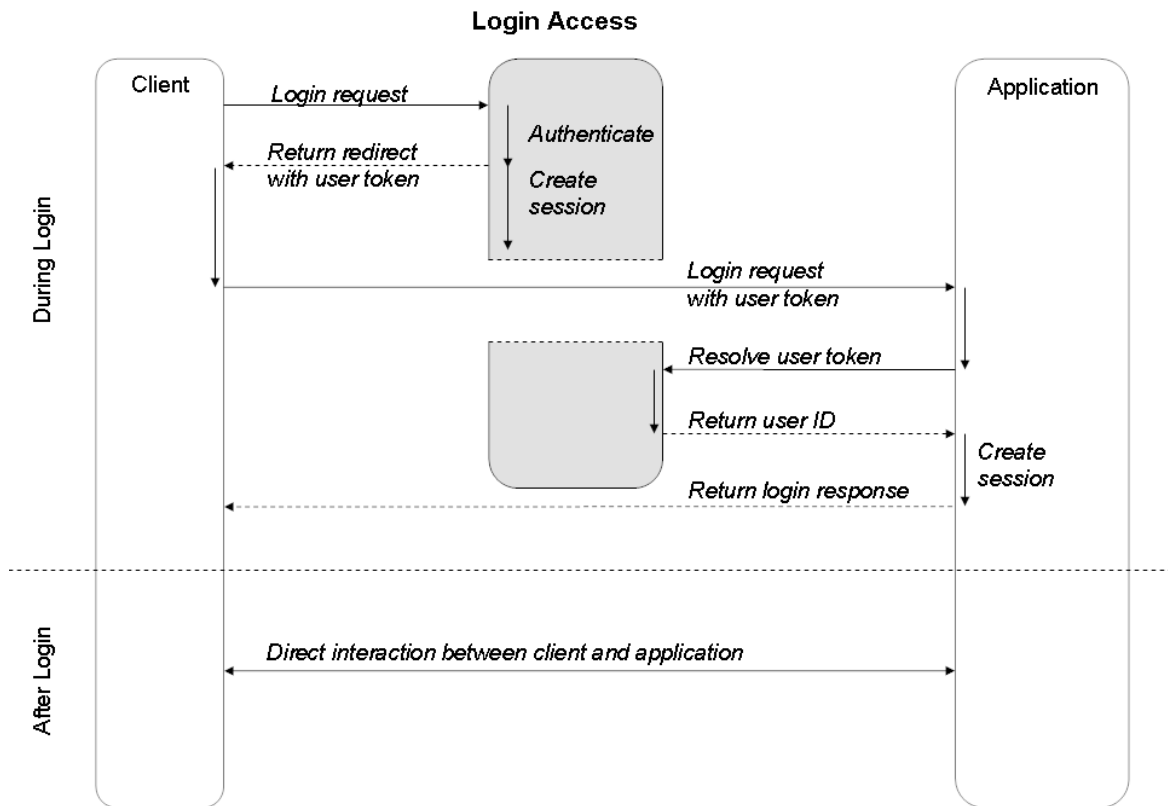 Login Access
Client
Application
Login request
Authenticate
Return redirect
with user token
Create
session
During Login
Login request
with user token
Resolve user token
Return user ID
Create
session
Return login response
After Login
Direct interaction between client and application